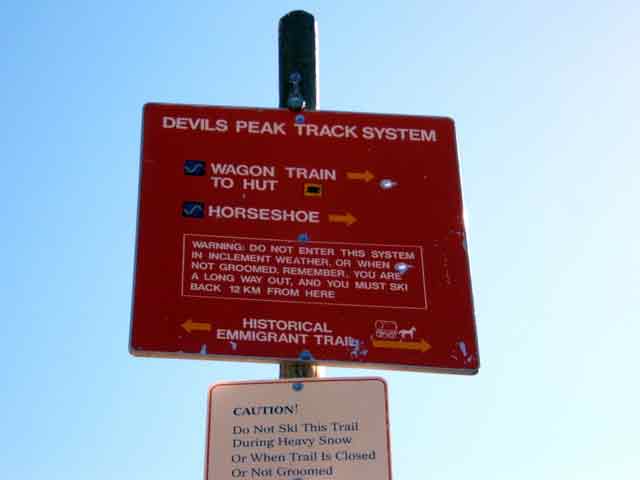 DEVILS PEAK TRACK SYSTEM
WAGON TRAIN
TO HUT
HORSESHOE
WARNING: DO NOT ENTER THIS SYSTEM
IN INCLEMENT WEATHER, OR WHEN
NOT GROOMED. REMEMBER, YOU ARE
A LONG WAY OUT, AND YOU MUST SKI
BACK 12 KM FROM HERE
HISTORICAL
EMMIGRANT TRAIL
CAUTION!
Do Not Ski This Trail
During Heavy Snow
Or When Trail Is Closed
Or Not Groomed